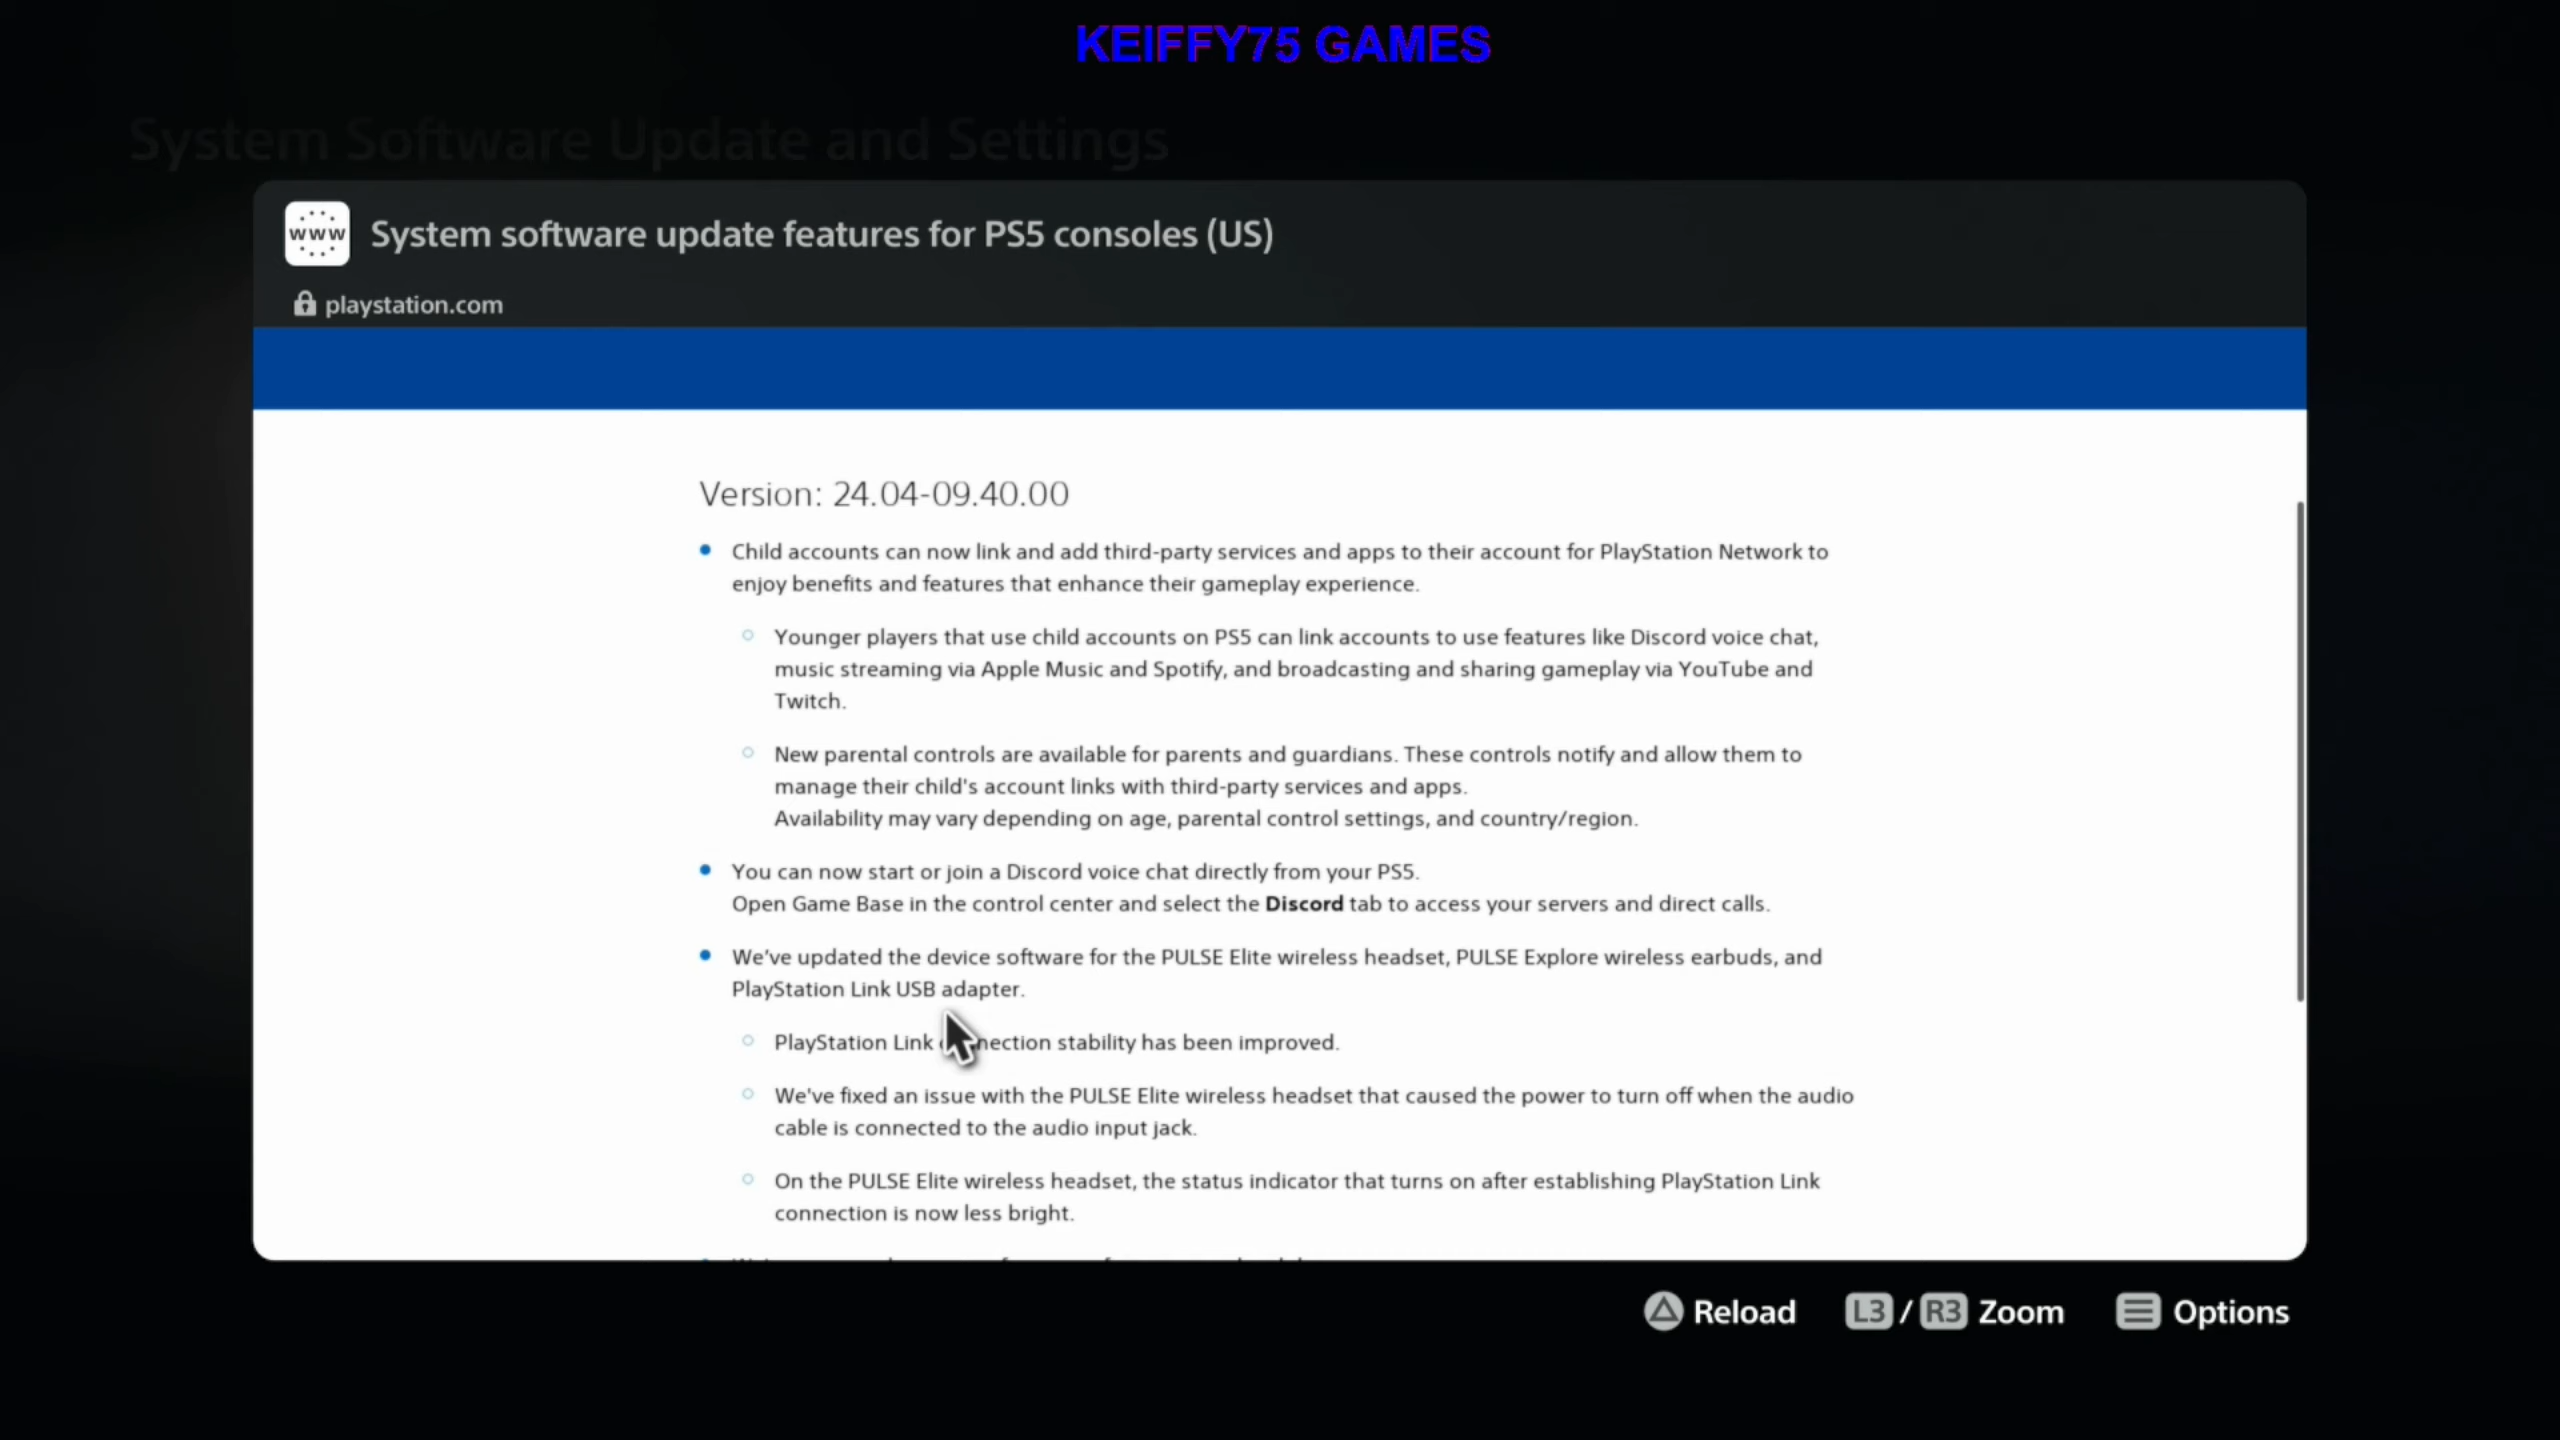 KEIFFY75 GAMES
System Software Update and Settings
www
System software update features for PS5 consoles (US)
playstation.com
Version: 24.04-09.40.00
Child accounts can now link and add third-party services and apps to their account for PlayStation Network to
enjoy benefits and features that enhance their gameplay experience.
Younger players that use child accounts on PS5 can link accounts to use features like Discord voice chat,
music streaming via Apple Music and Spotify, and broadcasting and sharing gameplay via YouTube and
Twitch.
New parental controls are available for parents and guardians. These controls notify and allow them to
manage their child's account links with third-party services and apps.
Availability may vary depending on age, parental control settings, and country/region.
You can now start or join a Discord voice chat directly from your PS5.
Open Game Base in the control center and select the Discord tab to access your servers and direct calls.
We've updated the device software for the PULSE Elite wireless headset, PULSE Explore wireless earbuds, and
PlayStation Link USB adapter.
PlayStation Link connection stability has been improved.
We've fixed an issue with the PULSE Elite wireless headset that caused the power to turn off when the audio
cable is connected to the audio input jack.
On the PULSE Elite wireless headset, the status indicator that turns on after establishing PlayStation Link
connection is now less bright.
Reload L3 / R3 Zoom Options